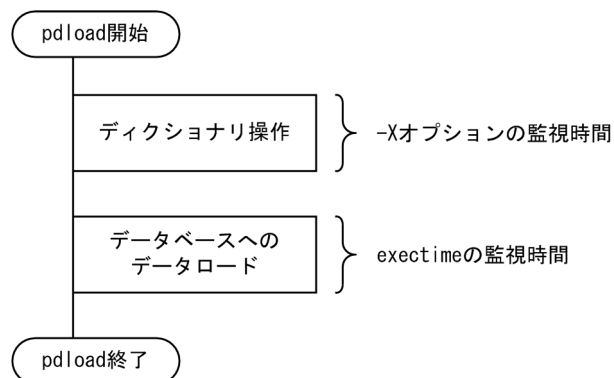 pdload開始
ディクショナリ操作
-Xオプションの監視時間
データベースへの
データロード
exectimeの監視時間
pdload終了